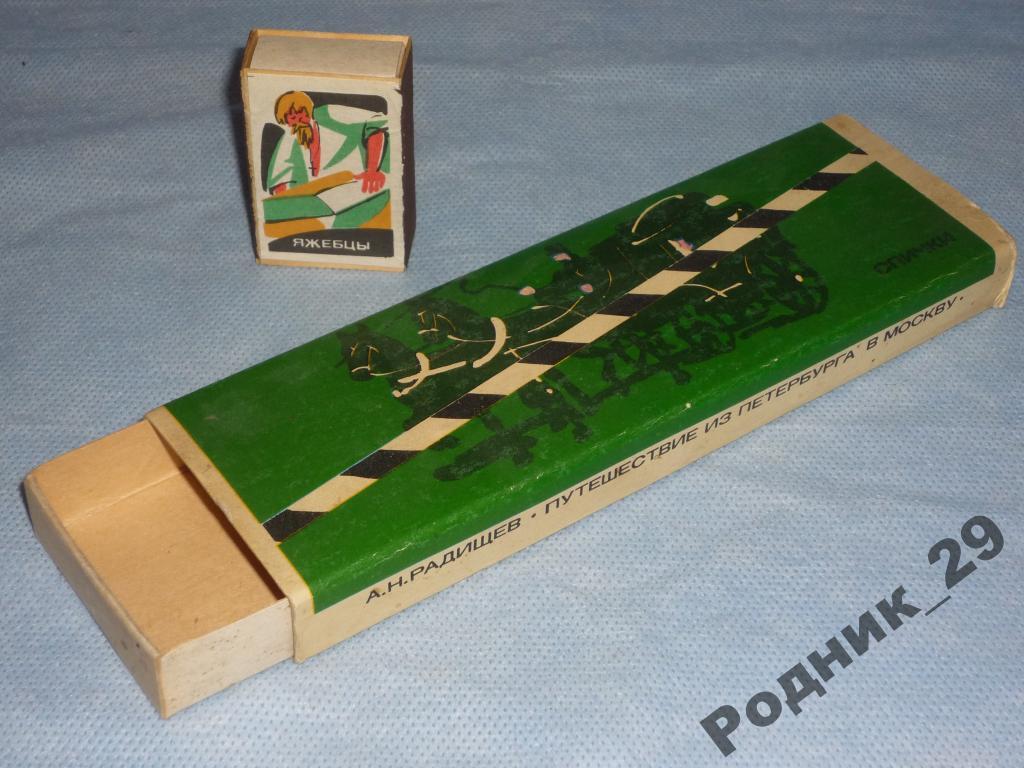 ЯЖЕБЦЫ
СПИЧКИ
А.Н.РАДИЩЕВ • ПУТЕШЕСТВИЕ ИЗ ПЕТЕРБУРГА В МОСКВУ •
Родник_29